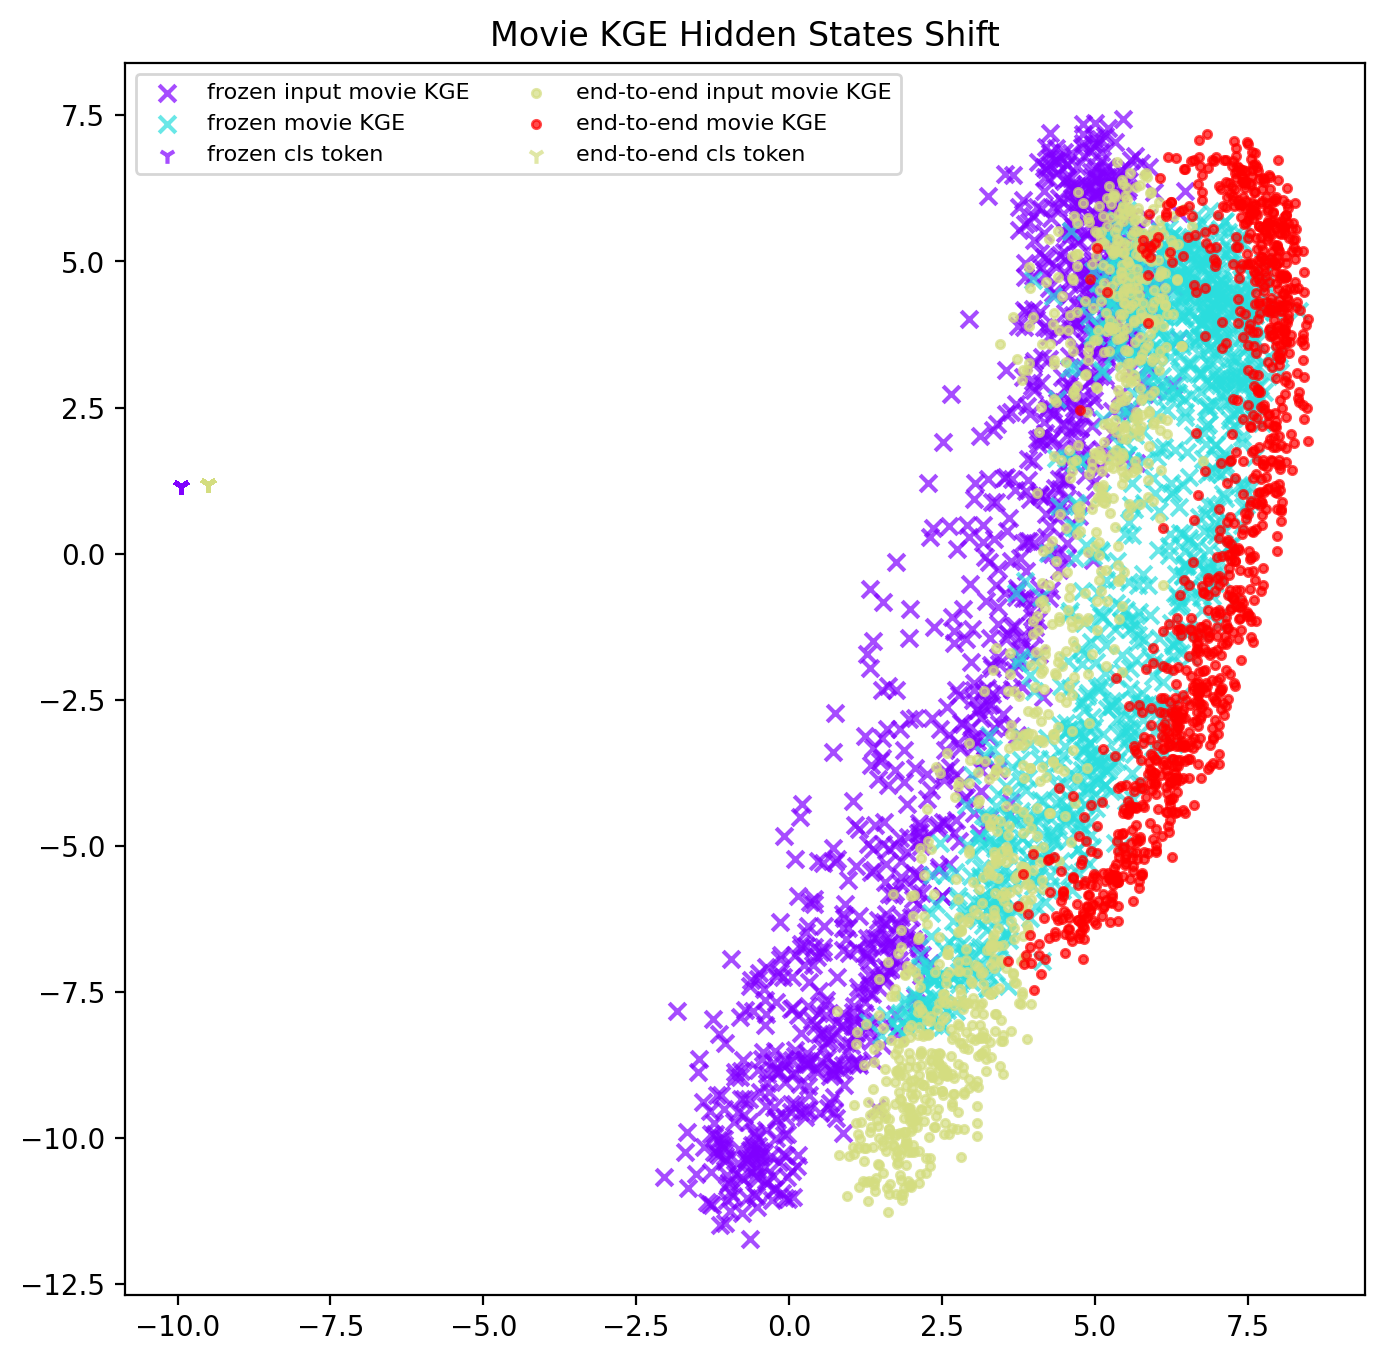 Movie KGE Hidden States Shift
frozen input movie KGE
frozen movie KGE
frozen cls token
end-to-end input movie KGE
end-to-end movie KGE
end-to-end cls token
7.5
5.0
2.5
0.0
−2.5
−5.0
−7.5
−10.0
−12.5
−10.0 −7.5 −5.0 −2.5 0.0 2.5 5.0 7.5